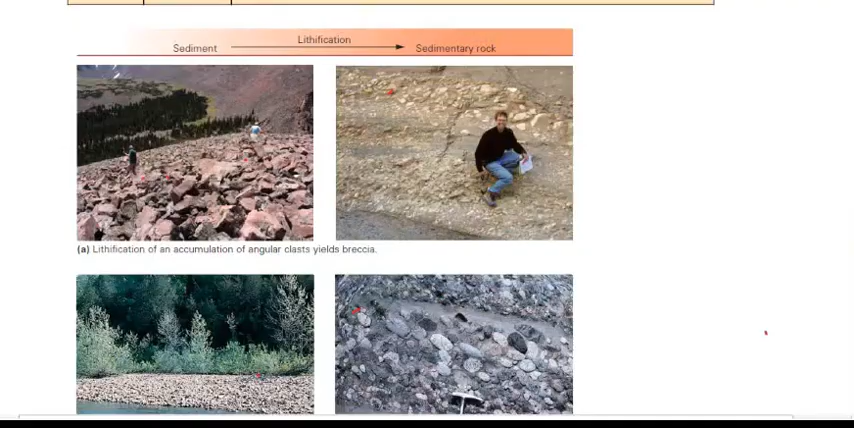 Lithification
Sediment
Sedimentary rock
(a) Lithification of an accumulation of angular clasts yields breccia.